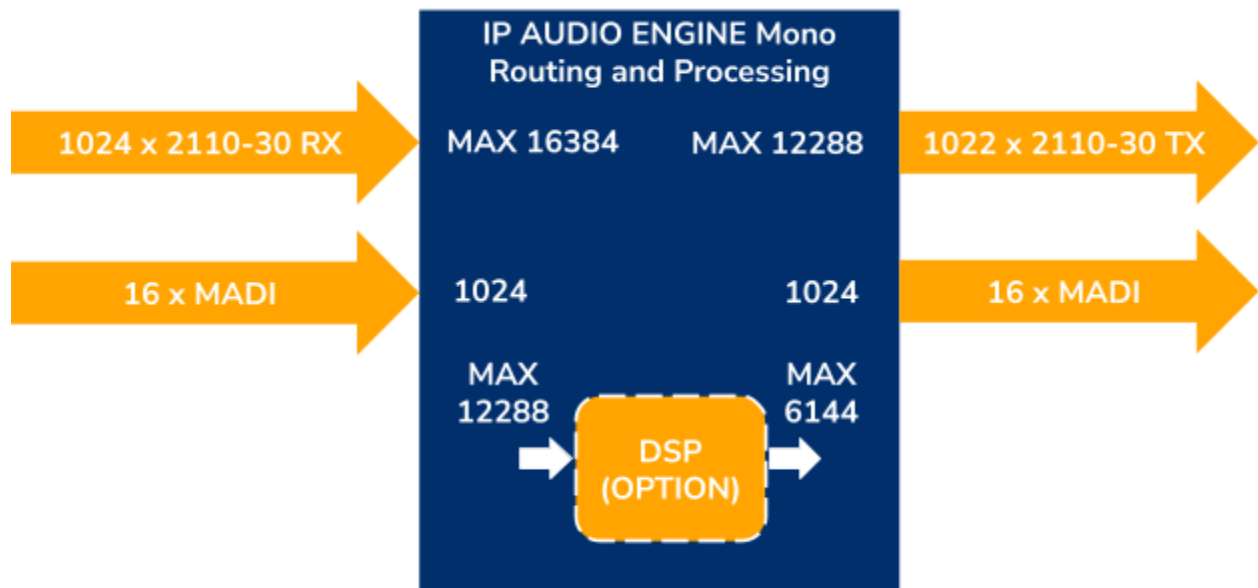 IP AUDIO ENGINE Mono
Routing and Processing
1024 x 2110-30 RX
MAX 16384
MAX 12288
1022 x 2110-30 TX
16 x MADI
1024
1024
16 x MADI
MAX
12288
MAX
6144
DSP
(OPTION)